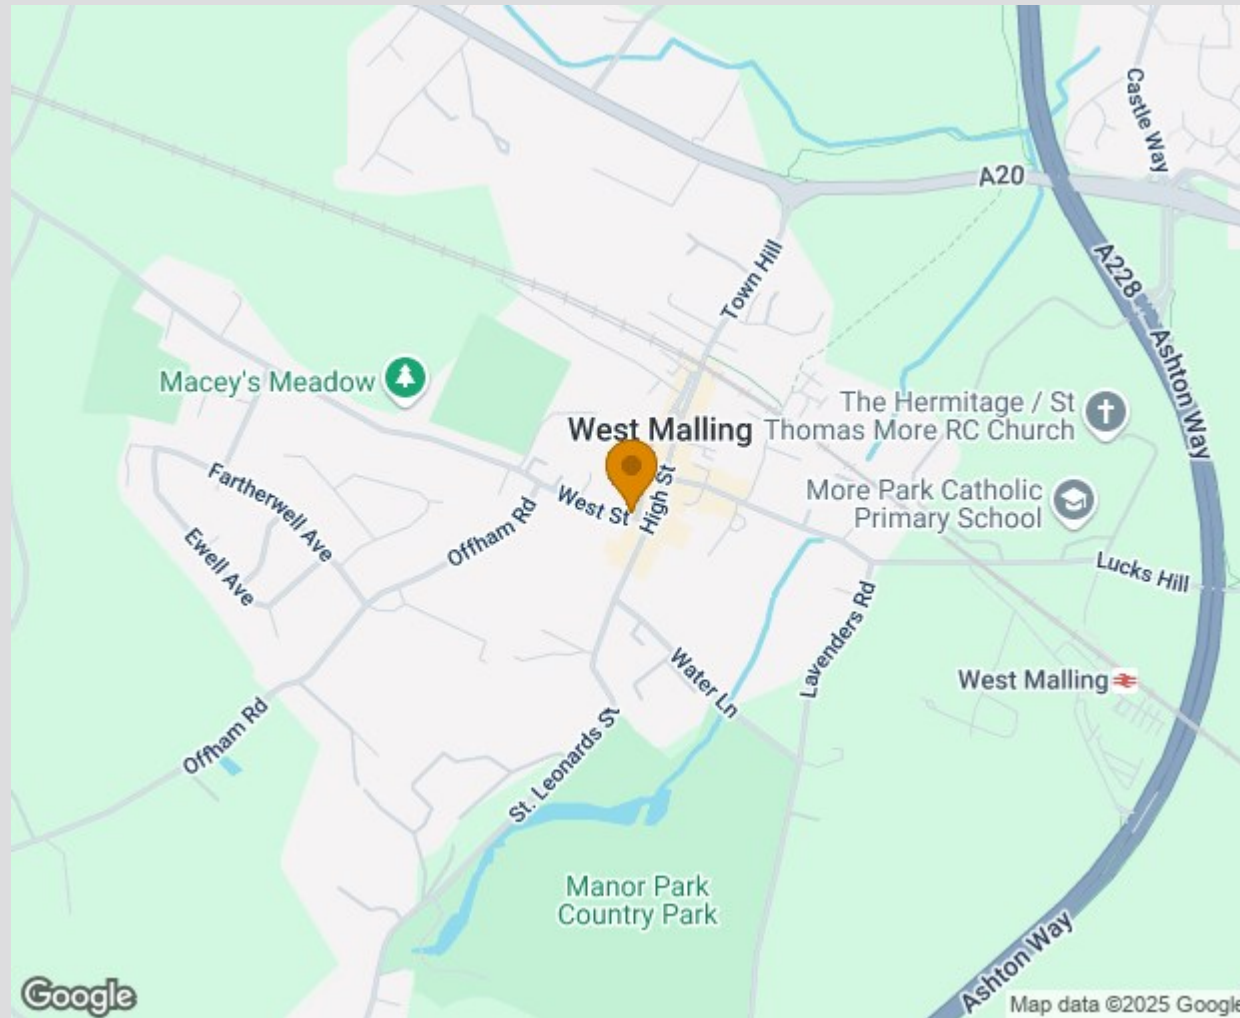 Castle Way
A20
A228
Town Hill
Ashton Way
Macey's Meadow
The Hermitage / St
Thomas More RC Church
West Malling
High St
West St
Fartherwell Ave
Offham Rd
Ewell Ave
More Park Catholic
Primary School
Lucks Hill
Lavenders Rd
Water Ln
West Malling
Offham Rd
St. Leonards St
Manor Park
Country Park
Ashton Way
Google
Map data ©2025 Google